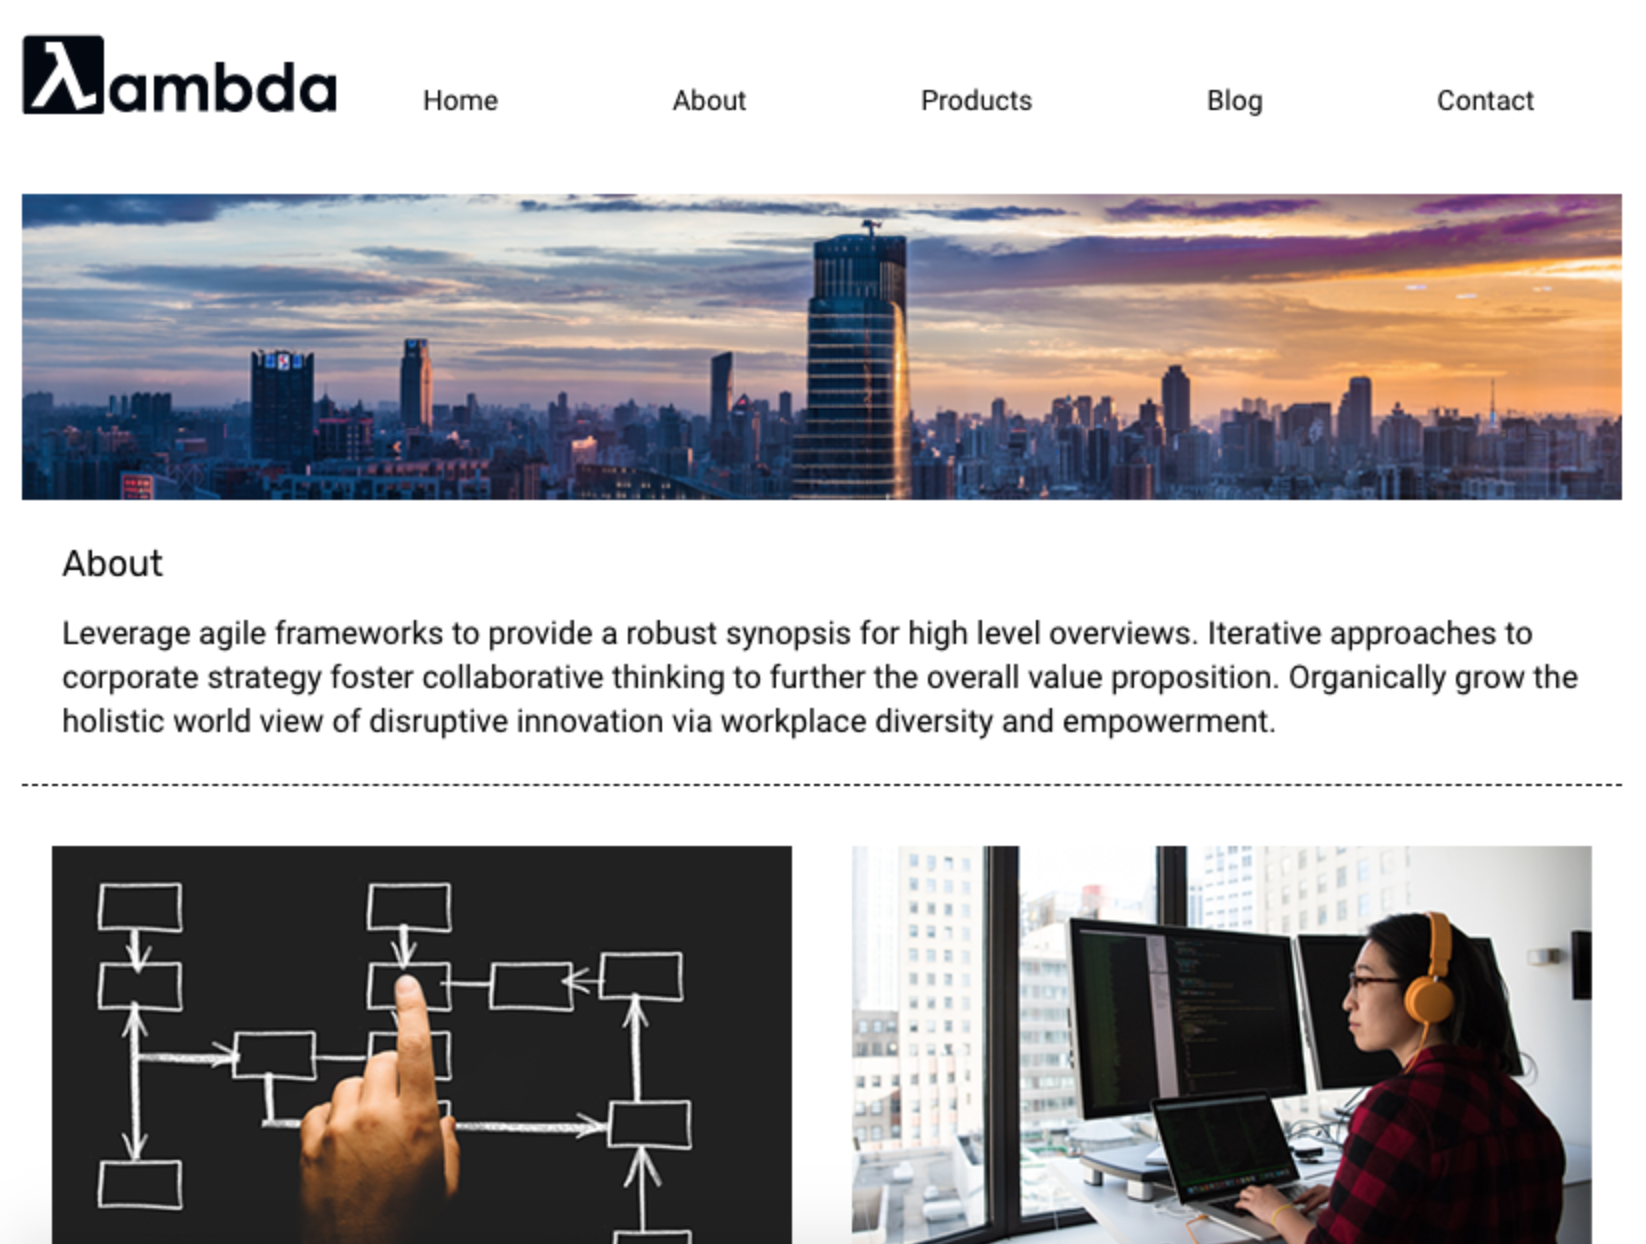 λambda
Home About Products Blog Contact
About
Leverage agile frameworks to provide a robust synopsis for high level overviews. Iterative approaches to
corporate strategy foster collaborative thinking to further the overall value proposition. Organically grow the
holistic world view of disruptive innovation via workplace diversity and empowerment.